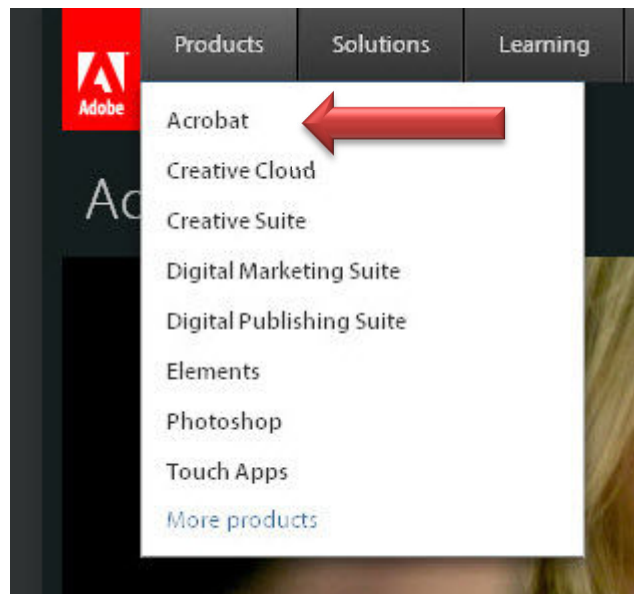 Products Solutions Learning
Adobe
Acrobat
Creative Cloud
Ac
Creative Suite
Digital Marketing Suite
Digital Publishing Suite
Elements
Photoshop
Touch Apps
More products